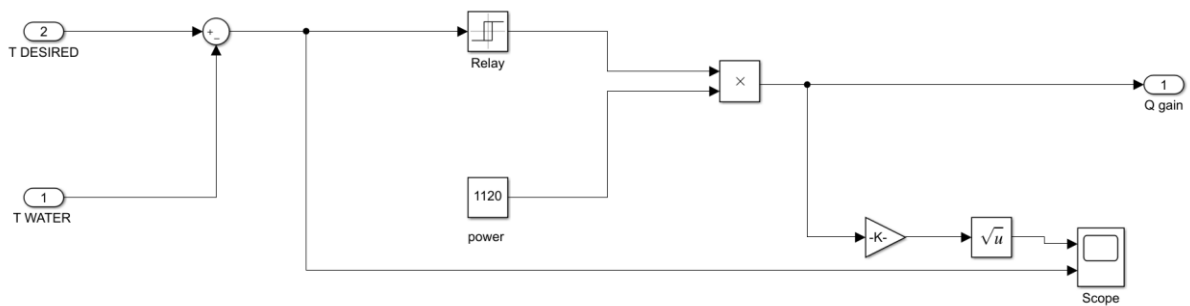 2
T DESIRED
+
-
Relay
×
1
Q gain
1
T WATER
1120
power
-K-
√u
Scope